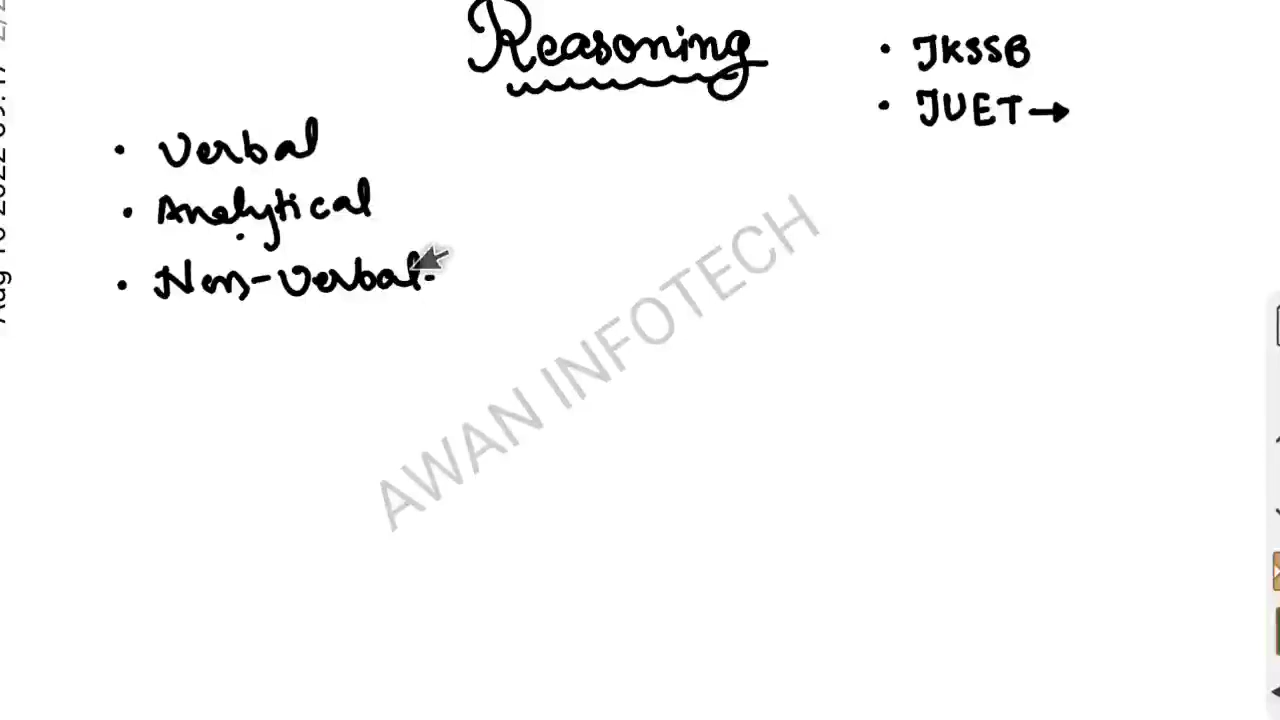 Reasoning
• JKSSB
• JUET →
• Verbal
• Analytical
• Non-Verbal.
AWAN INFOTECH